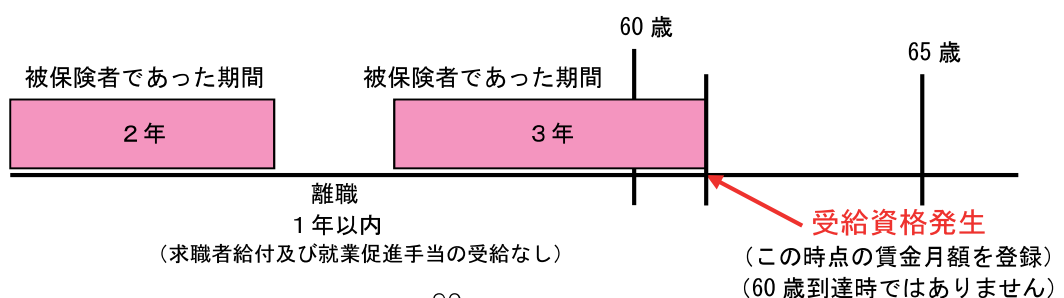 60 歳
65 歳
被保険者であった期間
被保険者であった期間
２年
３年
離職
１年以内
（求職者給付及び就業促進手当の受給なし）
受給資格発生
（この時点の賃金月額を登録）
（60 歳到達時ではありません）